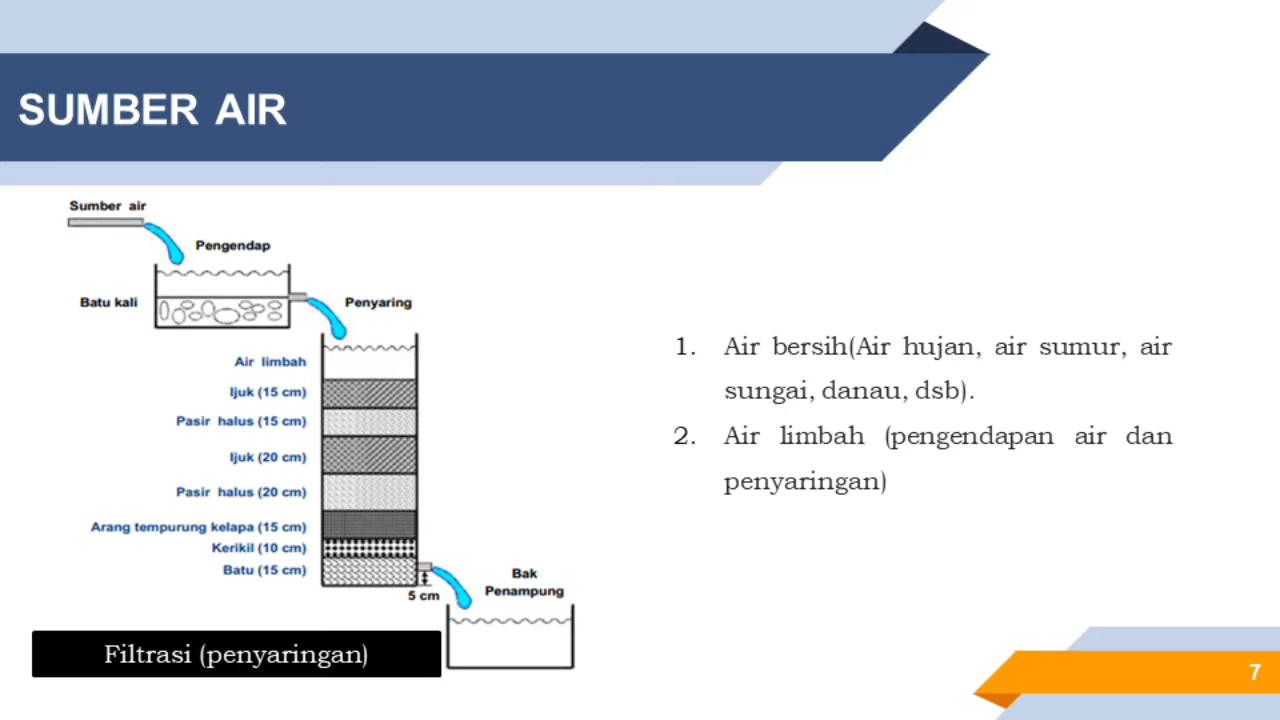 SUMBER AIR
Sumber air
Pengendap
Batu kali
Penyaring
Air limbah
Ijuk (15 cm)
Pasir halus (15 cm)
Ijuk (20 cm)
Pasir halus (20 cm)
Arang tempurung kelapa (15 cm)
Kerikil (10 cm)
Batu (15 cm)
5 cm
Bak
Penampung
Filtrasi (penyaringan)
1. Air bersih(Air hujan, air sumur, air
sungai, danau, dsb).
2. Air limbah (pengendapan air dan
penyaringan)
7